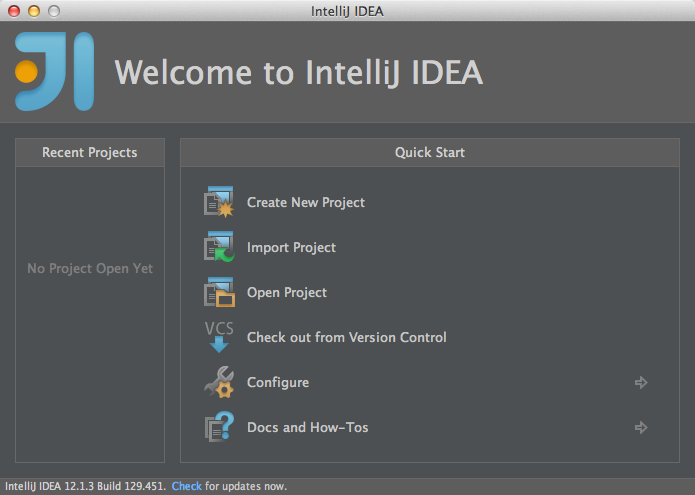 IntelliJ IDEA
Welcome to IntelliJ IDEA
Recent Projects
No Project Open Yet
Quick Start
Create New Project
Import Project
Open Project
VCS
Check out from Version Control
Configure
Docs and How-Tos
IntelliJ IDEA 12.1.3 Build 129.451. Check for updates now.